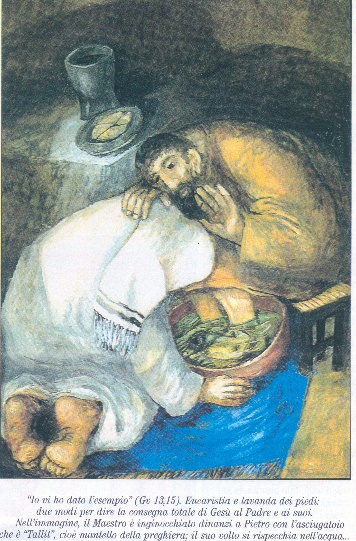 "Io vi ho dato l'esempio" (Gv 13,15). Eucaristia e lavanda dei piedi:
due modi per dire la consegna totale di Gesù al Padre e ai suoi.
Nell'immagine, il Maestro è inginocchiato dinanzi a Pietro con l'asciugatoio
che è "Tallit", cioè mantello della preghiera; il suo volto si rispecchia nell'acqua...